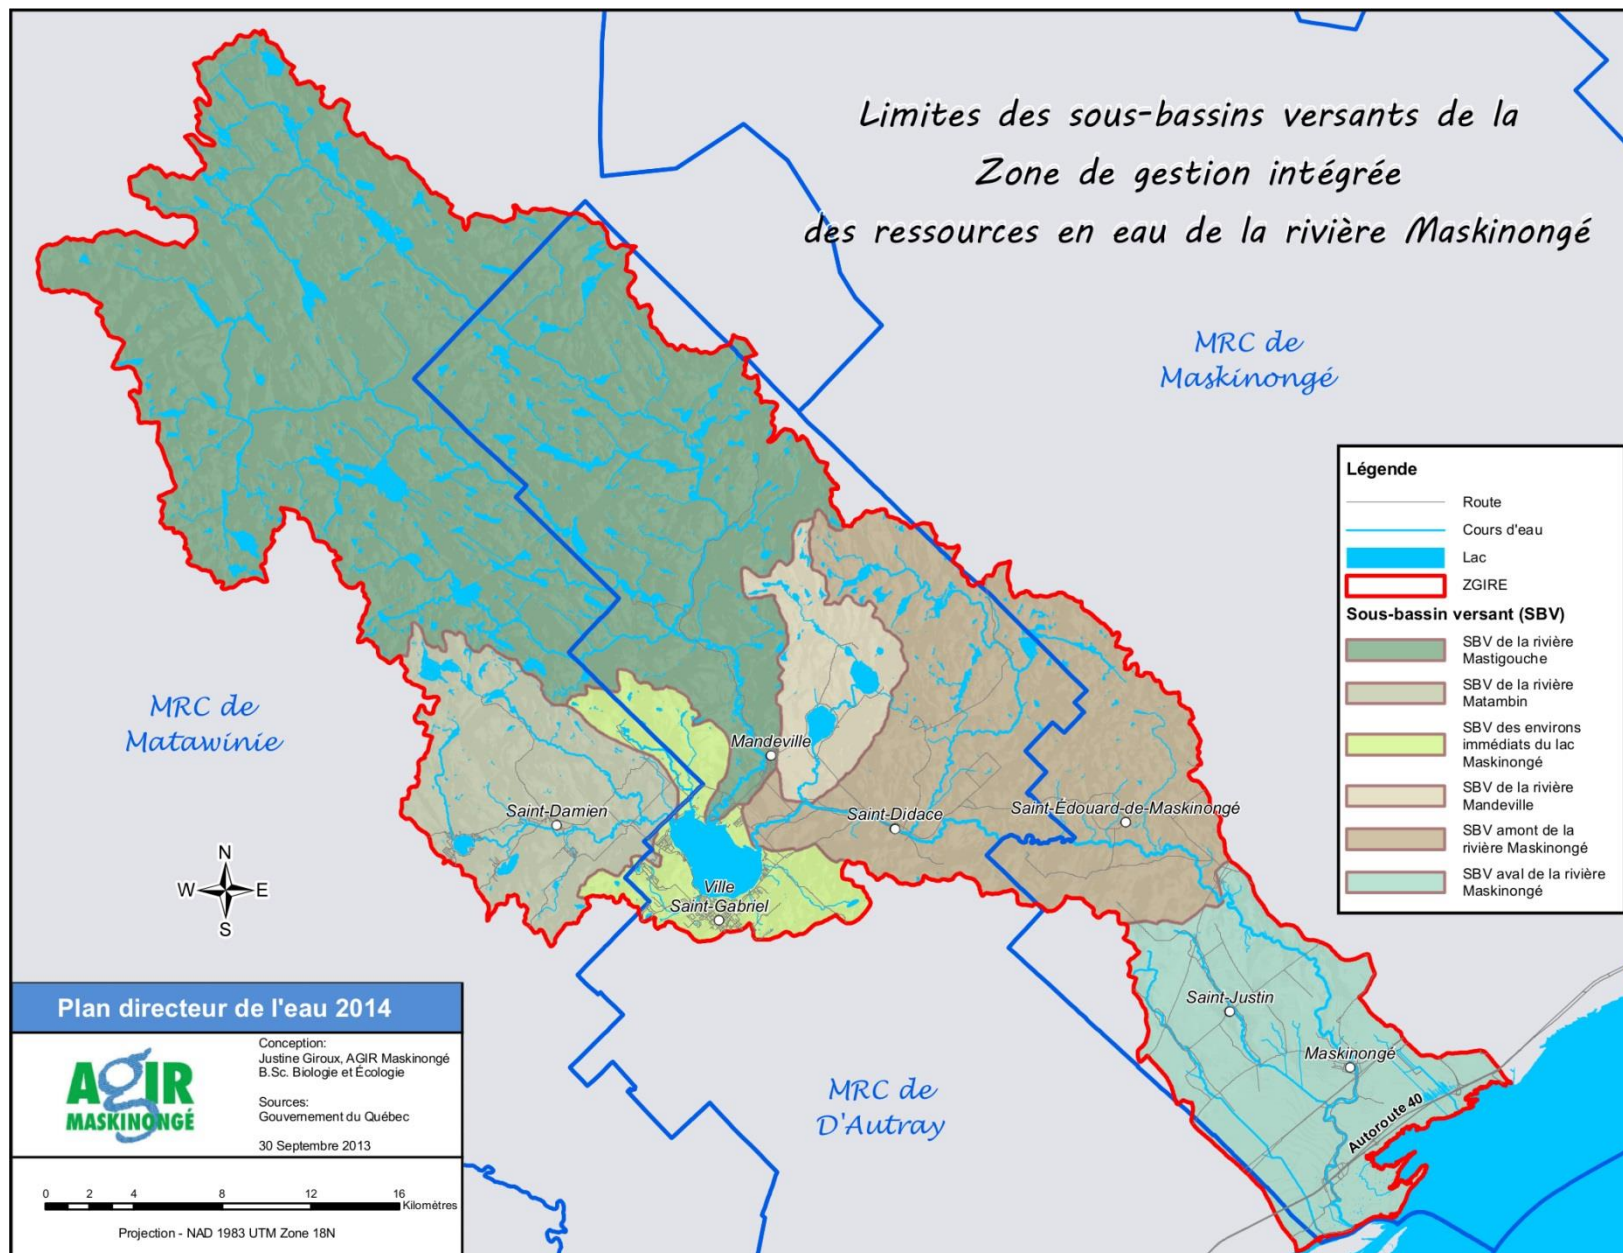 Limites des sous-bassins versants de la
Zone de gestion intégrée
des ressources en eau de la rivière Maskinongé
MRC de
Maskinongé
MRC de
Matawinie
MRC de
D'Autray
Mandeville
Saint-Damien
Saint-Didace
Saint-Édouard-de-Maskinongé
Ville
Saint-Gabriel
Saint-Justin
Maskinongé
Autoroute 40
N
W
E
S
Légende
Route
Cours d'eau
Lac
ZGIRE
Sous-bassin versant (SBV)
SBV de la rivière
Mastigouche
SBV de la rivière
Matambin
SBV des environs
immédiats du lac
Maskinongé
SBV de la rivière
Mandeville
SBV amont de la
rivière Maskinongé
SBV aval de la rivière
Maskinongé
Plan directeur de l'eau 2014
AGIR
MASKINONGÉ
Conception:
Justine Giroux, AGIR Maskinongé
B.Sc. Biologie et Écologie
Sources:
Gouvernement du Québec
30 Septembre 2013
0 2 4 8 12 16
Kilomètres
Projection - NAD 1983 UTM Zone 18N